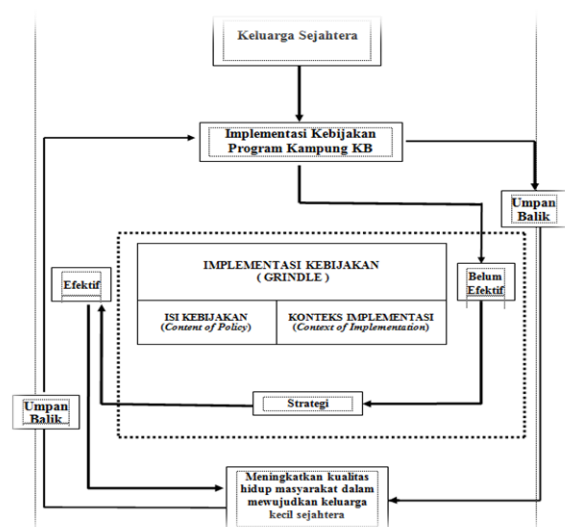 Keluarga Sejahtera
Implementasi Kebijakan
Program Kampung KB
Umpan
Balik
IMPLEMENTASI KEBIJAKAN
( GRINDLE )
Efektif
Belum
Efektif
ISI KEBIJAKAN
(Content of Policy)
KONTEKS IMPLEMENTASI
(Context of Implementation)
Strategi
Umpan
Balik
Meningkatkan kualitas
hidup masyarakat dalam
mewujudkan keluarga
kecil sejahtera